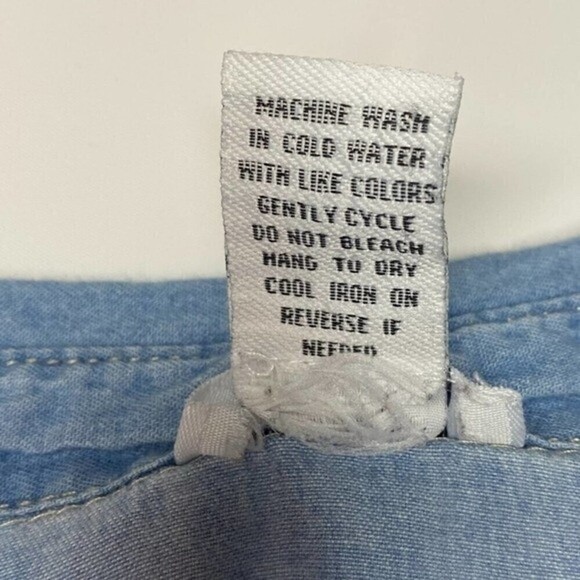 MACHINE WASH
IN COLD WATER
WITH LIKE COLORS
GENTLY CYCLE
DO NOT BLEACH
HANG TO DRY
COOL IRON ON
REVERSE IF
NEEDED